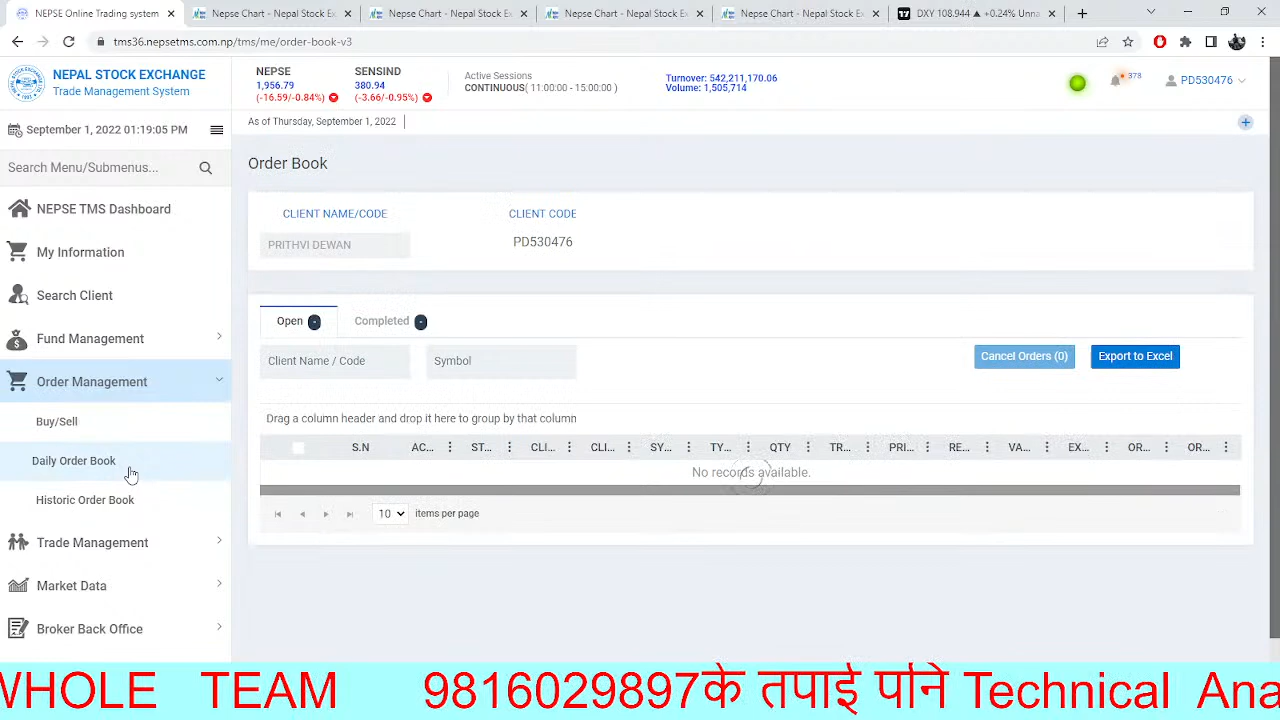 NEPSE Online Trading system
Nepse Chart - Nepal Stock Ex
Nepse Chart - Nepal Stock Ex
Nepse Chart - Nepal Stock Ex
Nepse Chart - Nepal Stock Ex
DXY 108.944 ▲ +0.24% Unna
tms36.nepsetms.com.np/tms/me/order-book-v3
NEPAL STOCK EXCHANGE
Trade Management System
NEPSE
1,956.79
(-16.59/-0.84%)
SENSIND
380.94
(-3.66/-0.95%)
Active Sessions
CONTINUOUS( 11:00:00 - 15:00:00 )
Turnover: 542,211,170.06
Volume: 1,505,714
378
PD530476
September 1, 2022 01:19:05 PM
As of Thursday, September 1, 2022
Search Menu/Submenus...
NEPSE TMS Dashboard
My Information
Search Client
Fund Management
Order Management
Buy/Sell
Daily Order Book
Historic Order Book
Trade Management
Market Data
Broker Back Office
Order Book
CLIENT NAME/CODE
CLIENT CODE
PRITHVI DEWAN
PD530476
Open -
Completed -
Client Name / Code
Symbol
Cancel Orders (0)
Export to Excel
Drag a column header and drop it here to group by that column
S.N AC... ST... CLI... CLI... SY... TY... QTY TR... PRI... RE... VA... EX... OR... OR...
No records available.
10 items per page
WHOLE TEAM 9816029897के तपाई पनि Technical Ana